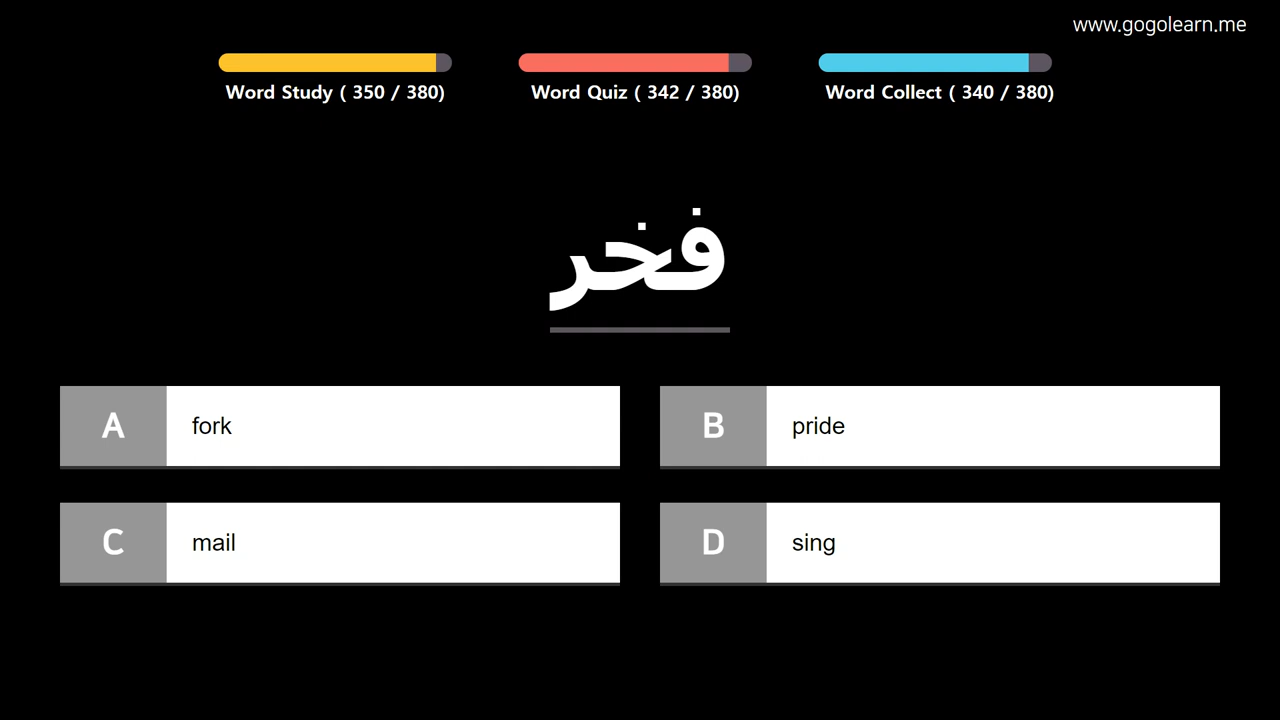 www.gogolearn.me
Word Study ( 350 / 380)
Word Quiz ( 342 / 380)
Word Collect ( 340 / 380)
فخر
A fork
B pride
C mail
D sing